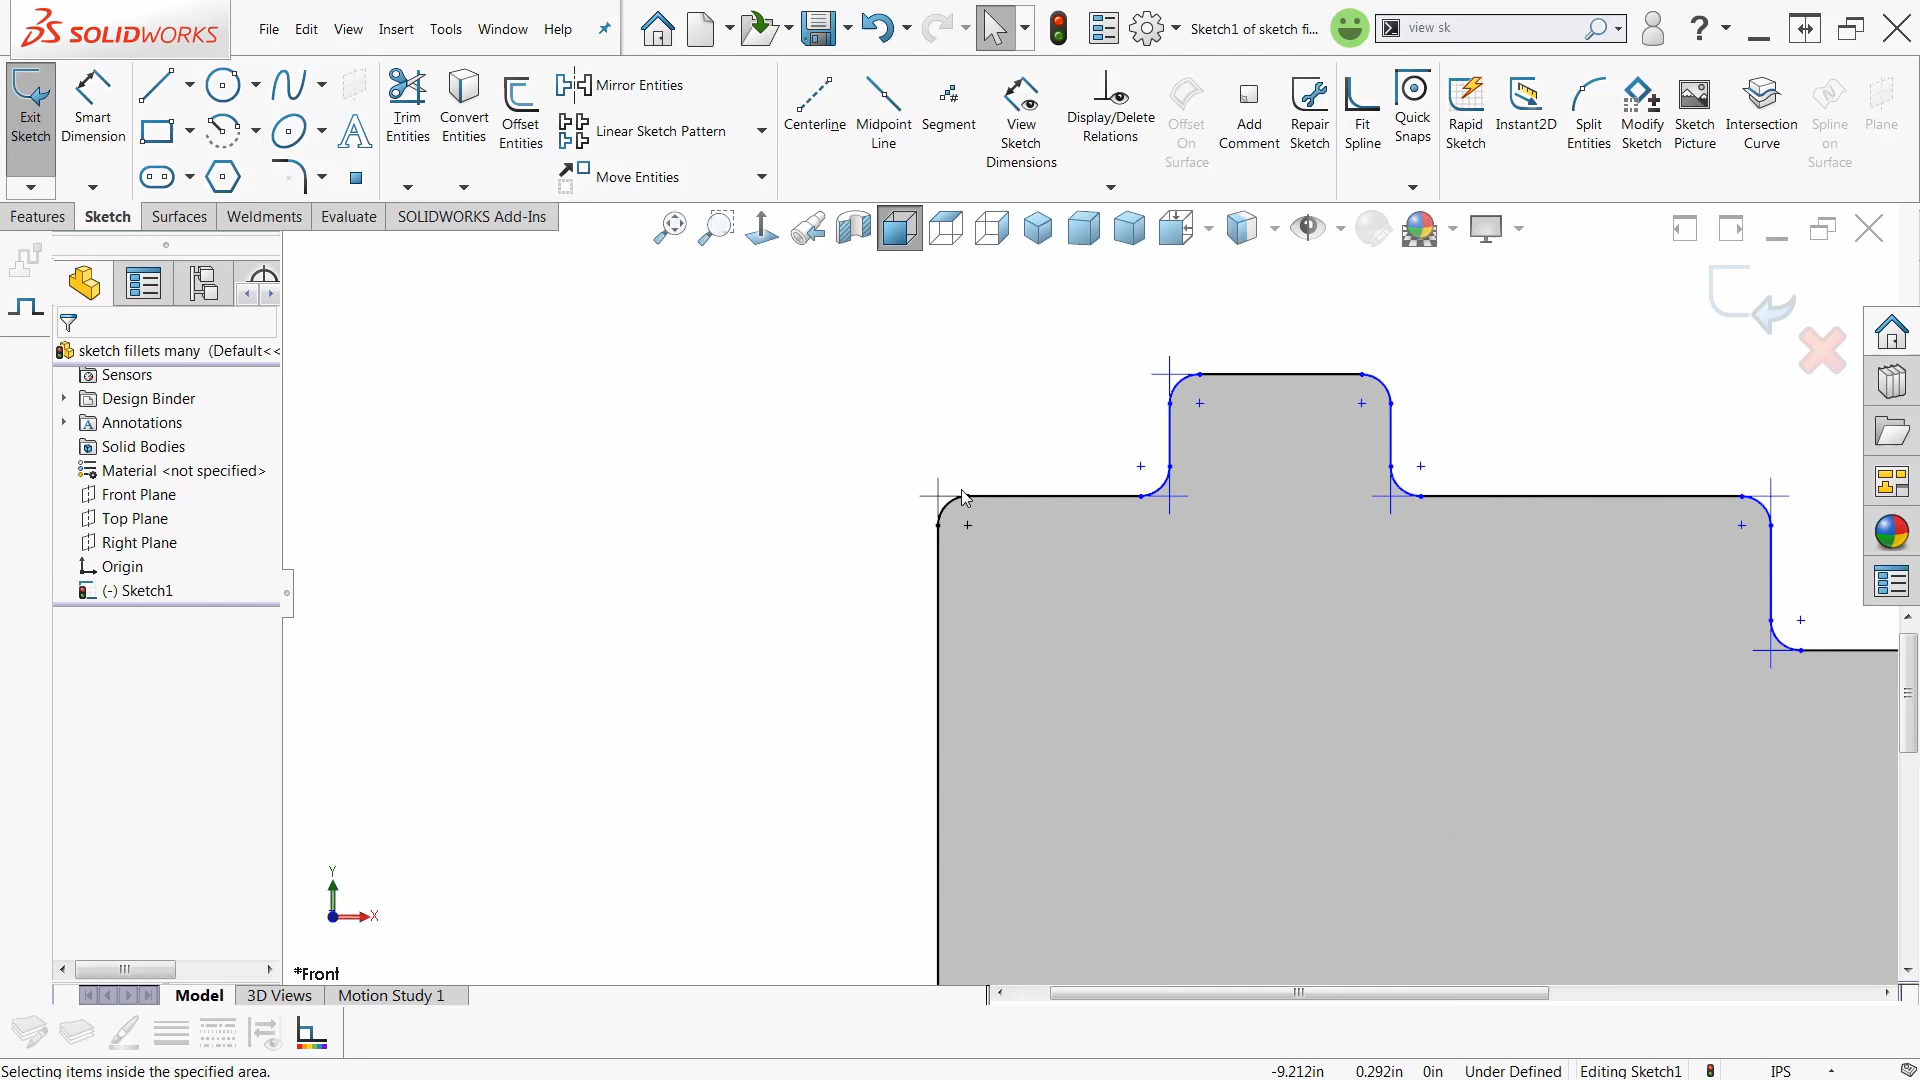 SOLIDWORKS
File Edit View Insert Tools Window Help
Sketch1 of sketch fi...
view sk
Exit Sketch
Smart Dimension
Trim Entities
Convert Entities
Offset Entities
Mirror Entities
Linear Sketch Pattern
Move Entities
Centerline
Midpoint Line
Segment
View Sketch Dimensions
Display/Delete Relations
Offset On Surface
Add Comment
Repair Sketch
Fit Spline
Quick Snaps
Rapid Sketch
Instant2D
Split Entities
Modify Sketch
Sketch Picture
Intersection Curve
Spline on Surface
Plane
Features Sketch Surfaces Weldments Evaluate SOLIDWORKS Add-Ins
sketch fillets many (Default<<
Sensors
Design Binder
Annotations
Solid Bodies
Material <not specified>
Front Plane
Top Plane
Right Plane
Origin
(-) Sketch1
Y
X
*Front
Model 3D Views Motion Study 1
Selecting items inside the specified area.
-9.212in 0.292in 0in Under Defined Editing Sketch1 IPS